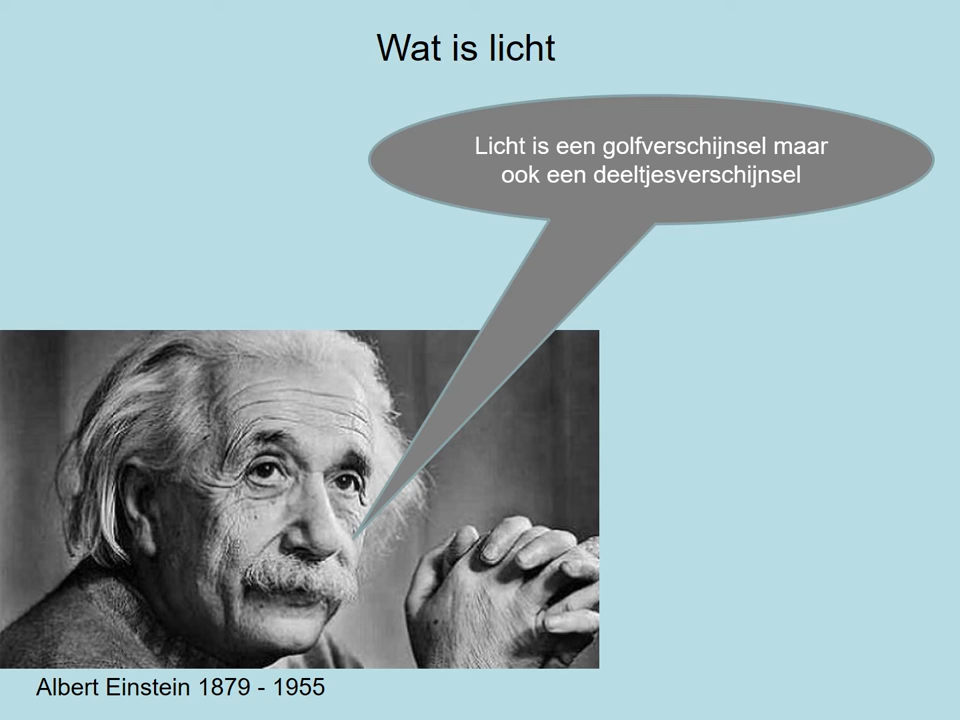 Wat is licht
Licht is een golfverschijnsel maar
ook een deeltjesverschijnsel
Albert Einstein 1879 - 1955